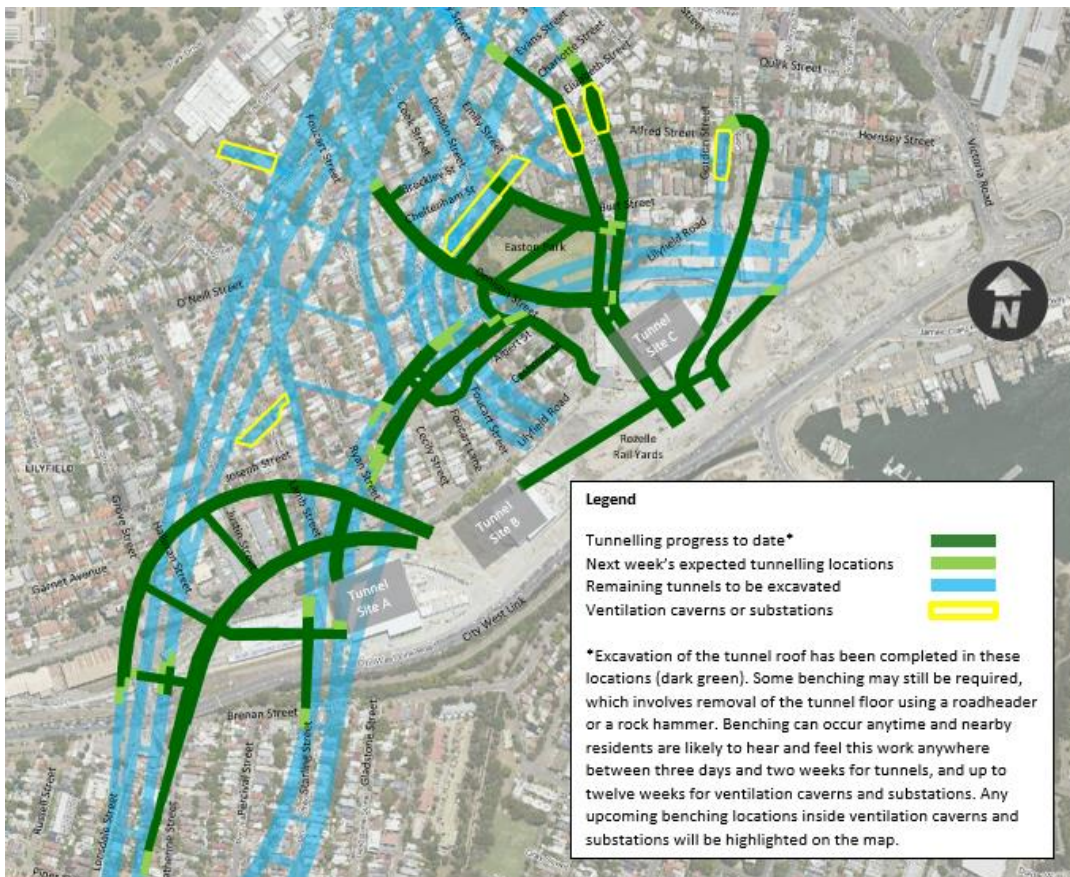 Evans Street
Charlotte Street
Elizabeth Street
Quirk Street
Foucart Street
Cook Street
Denison Street
Emily Street
Alfred Street
Gordon Street
Hornsey Street
Victoria Road
Brockley St
Cheltenham St
Burt Street
Easton Park
Lilyfield Road
O'Neill Street
Tunnel
Site C
Albert St
Foucart Street
Lilyfield Road
Foucart Lane
Cecily Street
Ryan Street
Rozelle
Rail Yards
Joseph Street
LILYFIELD
Lamb Street
Justin Street
Grove Street
Halloran Street
Garnet Avenue
Tunnel
Site B
Tunnel
Site A
City West Link
Brenan Street
Starling Street
Gladstone Street
Percival Street
Russell Street
Lonsdale Street
N
Legend
Tunnelling progress to date*
Next week's expected tunnelling locations
Remaining tunnels to be excavated
Ventilation caverns or substations
*Excavation of the tunnel roof has been completed in these
locations (dark green). Some benching may still be required,
which involves removal of the tunnel floor using a roadheader
or a rock hammer. Benching can occur anytime and nearby
residents are likely to hear and feel this work anywhere
between three days and two weeks for tunnels, and up to
twelve weeks for ventilation caverns and substations. Any
upcoming benching locations inside ventilation caverns and
substations will be highlighted on the map.